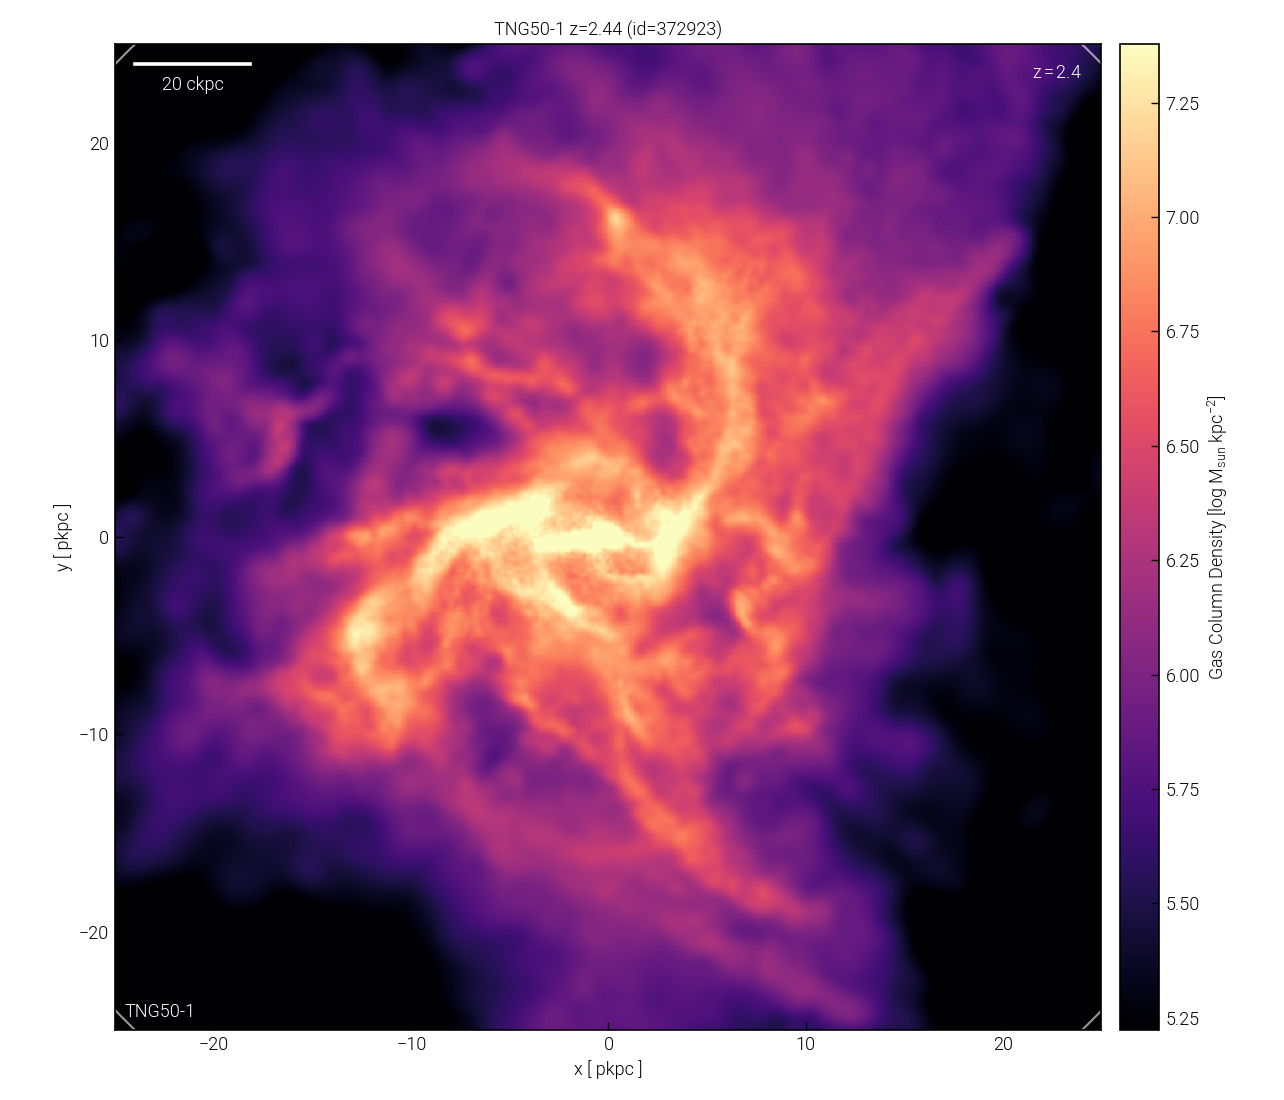 TNG50-1 z=2.44 (id=372923)
20 ckpc
z=2.4
TNG50-1
20
10
0
−10
−20
y [ pkpc ]
−20
−10
0
10
20
x [ pkpc ]
7.25
7.00
6.75
6.50
6.25
6.00
5.75
5.50
5.25
Gas Column Density [log M_sun kpc^−2]